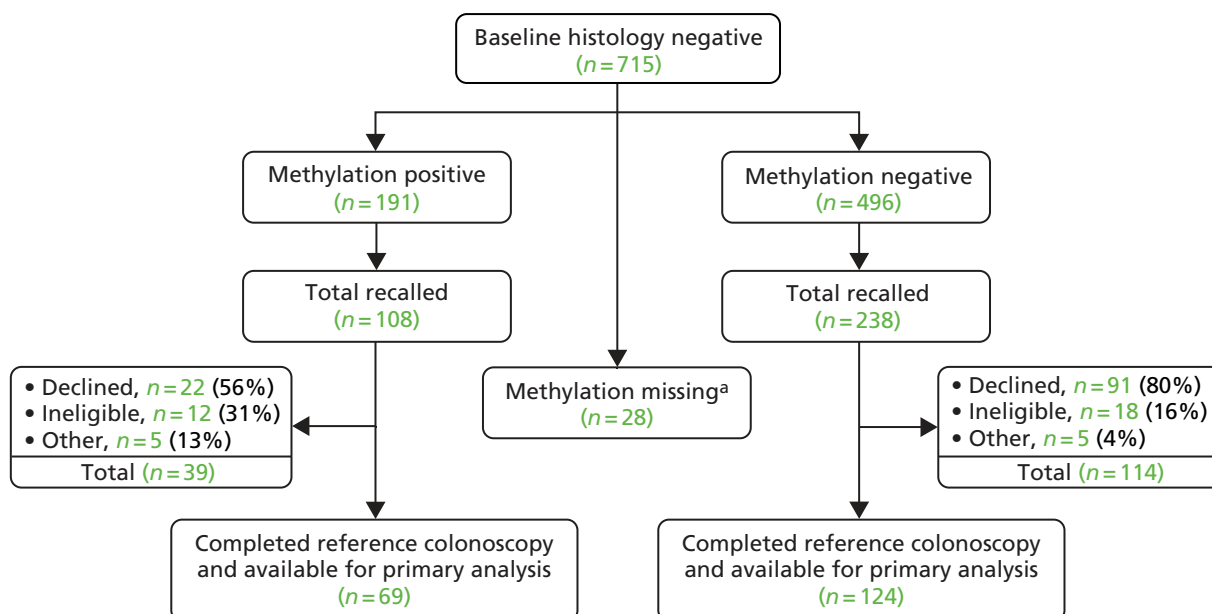 Baseline histology negative
(n=715)
Methylation positive
(n=191)
Methylation negative
(n=496)
Total recalled
(n=108)
Total recalled
(n=238)
• Declined, n=22 (56%)
• Ineligible, n=12 (31%)
• Other, n=5 (13%)
Total (n=39)
Methylation missingª
(n=28)
• Declined, n=91 (80%)
• Ineligible, n=18 (16%)
• Other, n=5 (4%)
Total (n=114)
Completed reference colonoscopy
and available for primary analysis
(n=69)
Completed reference colonoscopy
and available for primary analysis
(n=124)